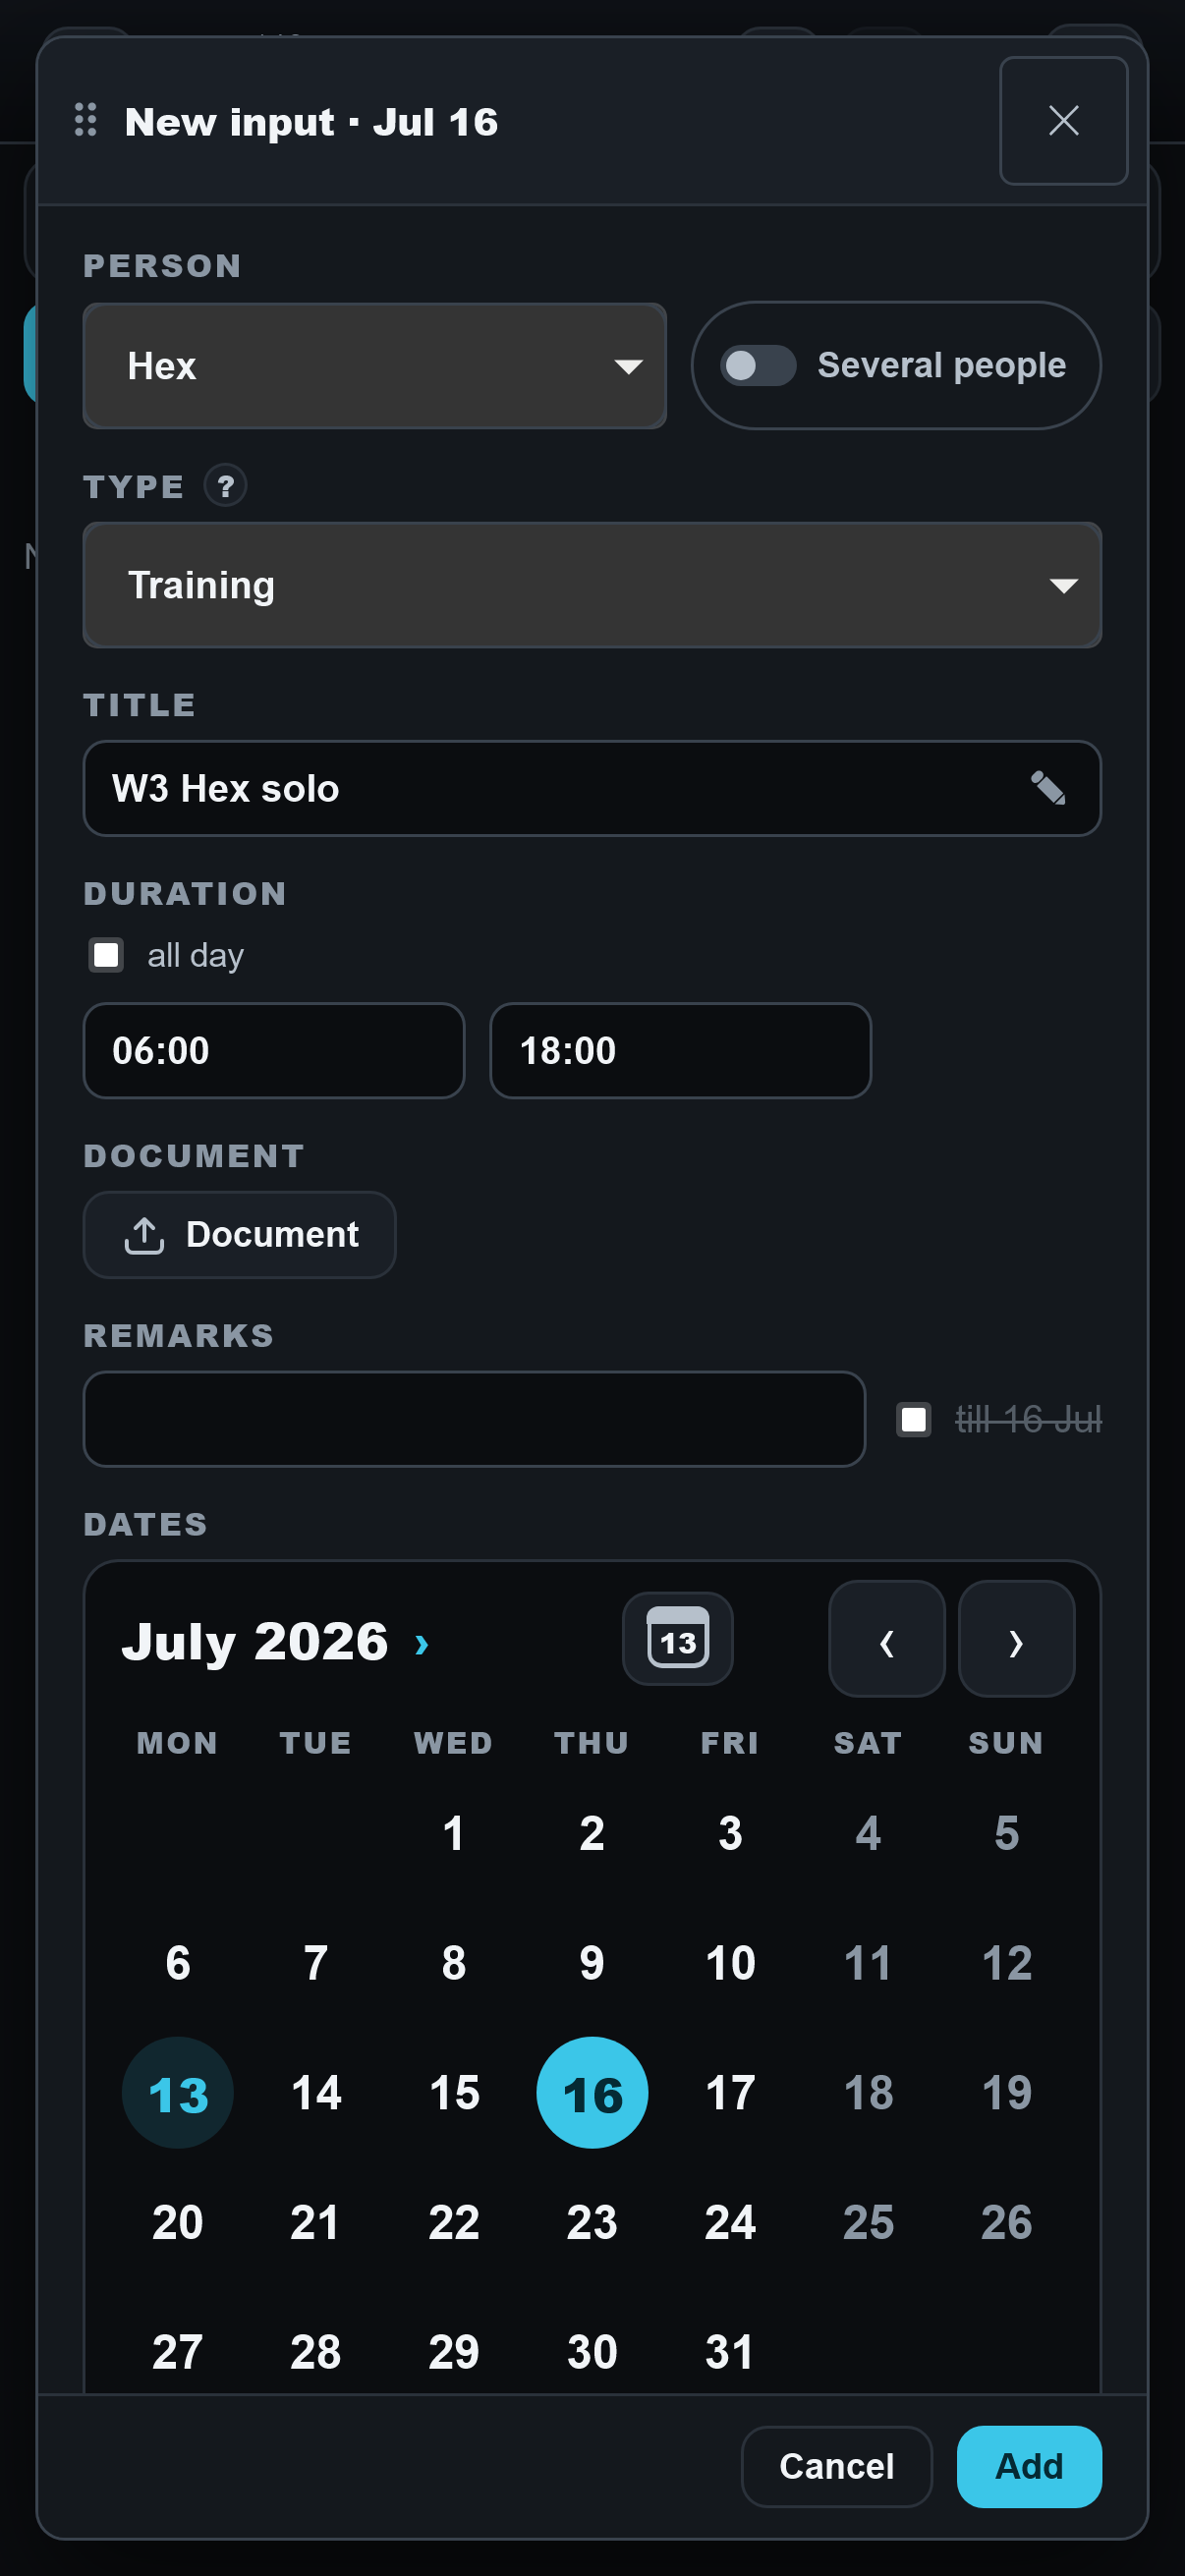 New input · Jul 16
PERSON
Hex
Several people
TYPE ?
Training
TITLE
W3 Hex solo
DURATION
all day
06:00 18:00
DOCUMENT
Document
REMARKS
till 16 Jul
DATES
July 2026 › 13 ‹ ›
MON TUE WED THU FRI SAT SUN
1 2 3 4 5
6 7 8 9 10 11 12
13 14 15 16 17 18 19
20 21 22 23 24 25 26
27 28 29 30 31
Cancel Add